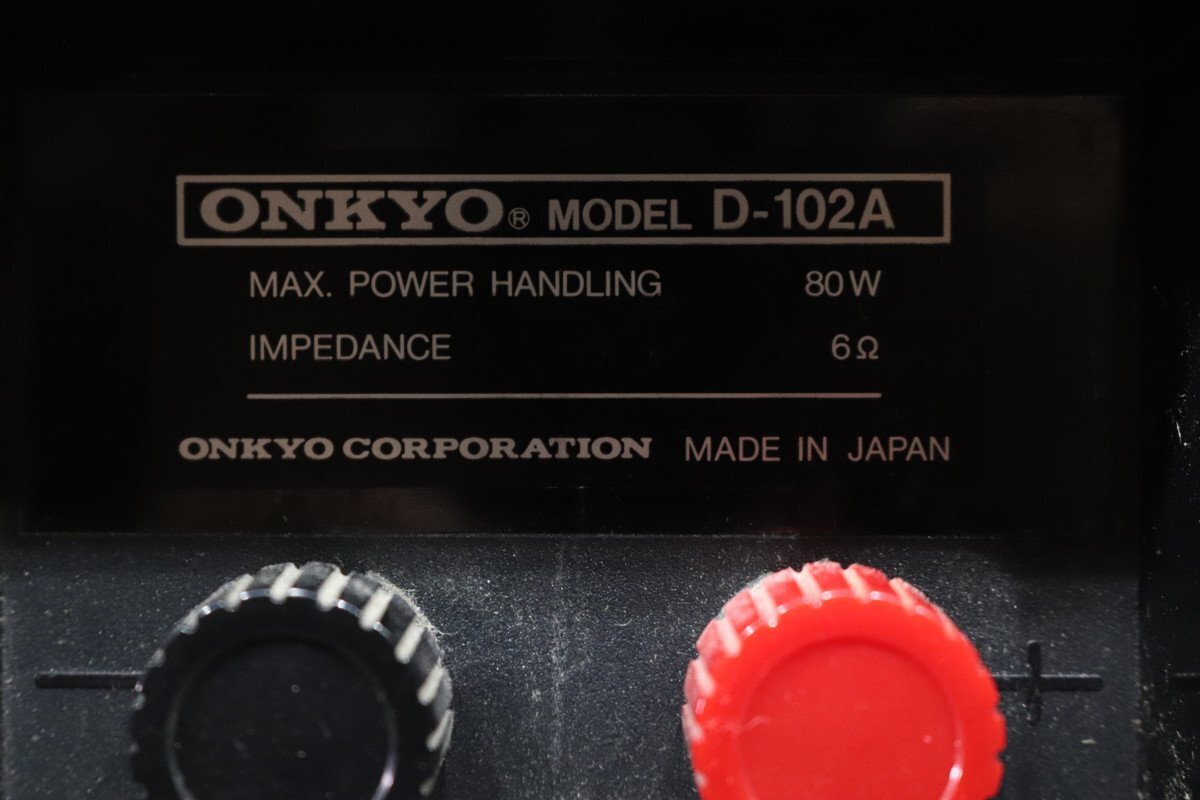 ONKYO® MODEL D-102A
MAX. POWER HANDLING 80W
IMPEDANCE 6Ω
ONKYO CORPORATION MADE IN JAPAN
- +